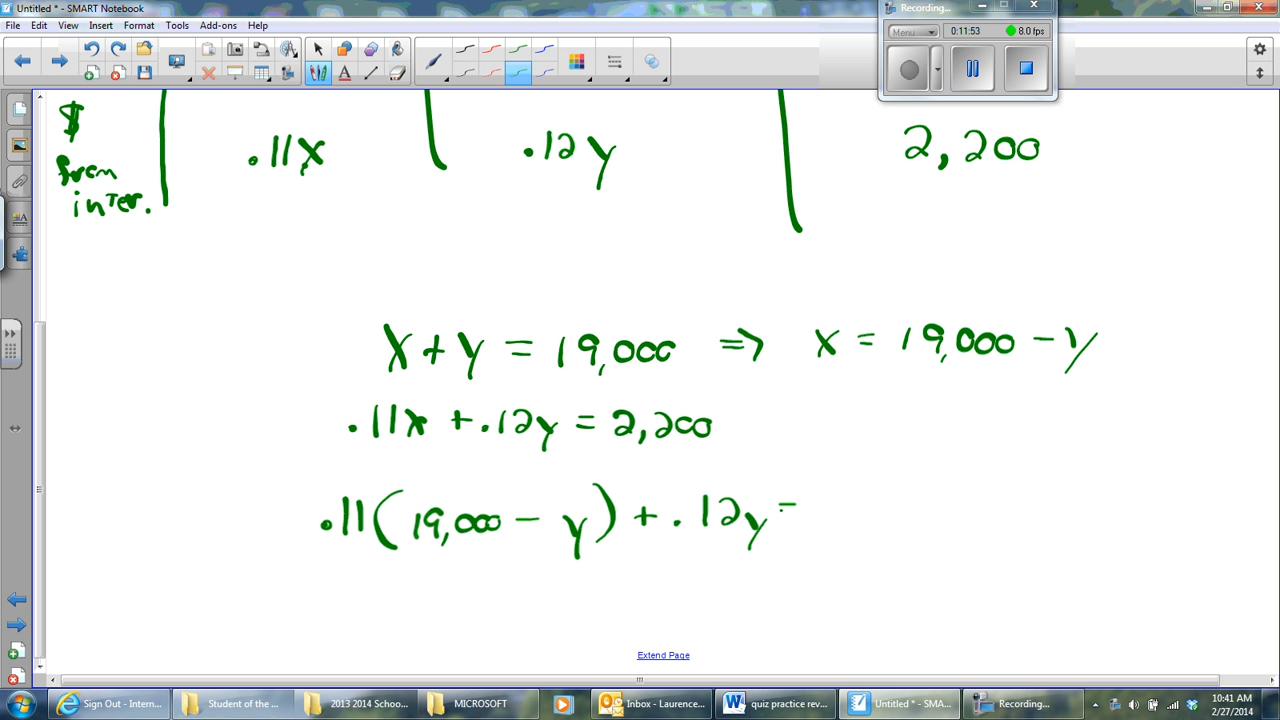 Untitled * - SMART Notebook
Recording...
File Edit View Insert Format Tools Add-ons Help
Menu 0:11:53 8.0 fps
$ from inter. .11x .12y 2,200
x + y = 19,000 => x = 19,000 - y
.11x + .12y = 2,200
.11(19,000 - y) + .12y =
Extend Page
Sign Out - Intern... Student of the ... 2013 2014 Schoo... MICROSOFT Inbox - Laurence... quiz practice rev... Untitled * - SMA... Recording... 10:41 AM
2/27/2014